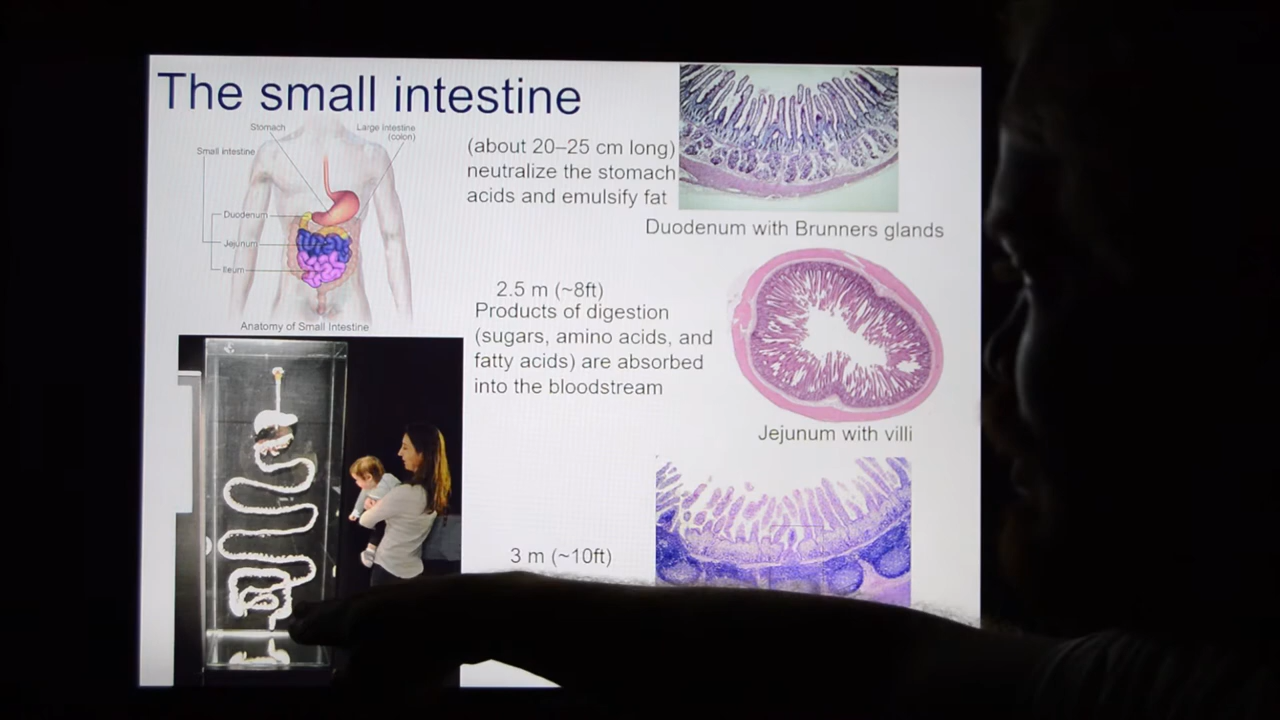 The small intestine
Stomach
Large intestine
(colon)
Small intestine
Duodenum
Jejunum
Ileum
Anatomy of Small Intestine
(about 20–25 cm long)
neutralize the stomach
acids and emulsify fat
Duodenum with Brunners glands
2.5 m (~8ft)
Products of digestion
(sugars, amino acids, and
fatty acids) are absorbed
into the bloodstream
Jejunum with villi
3 m (~10ft)